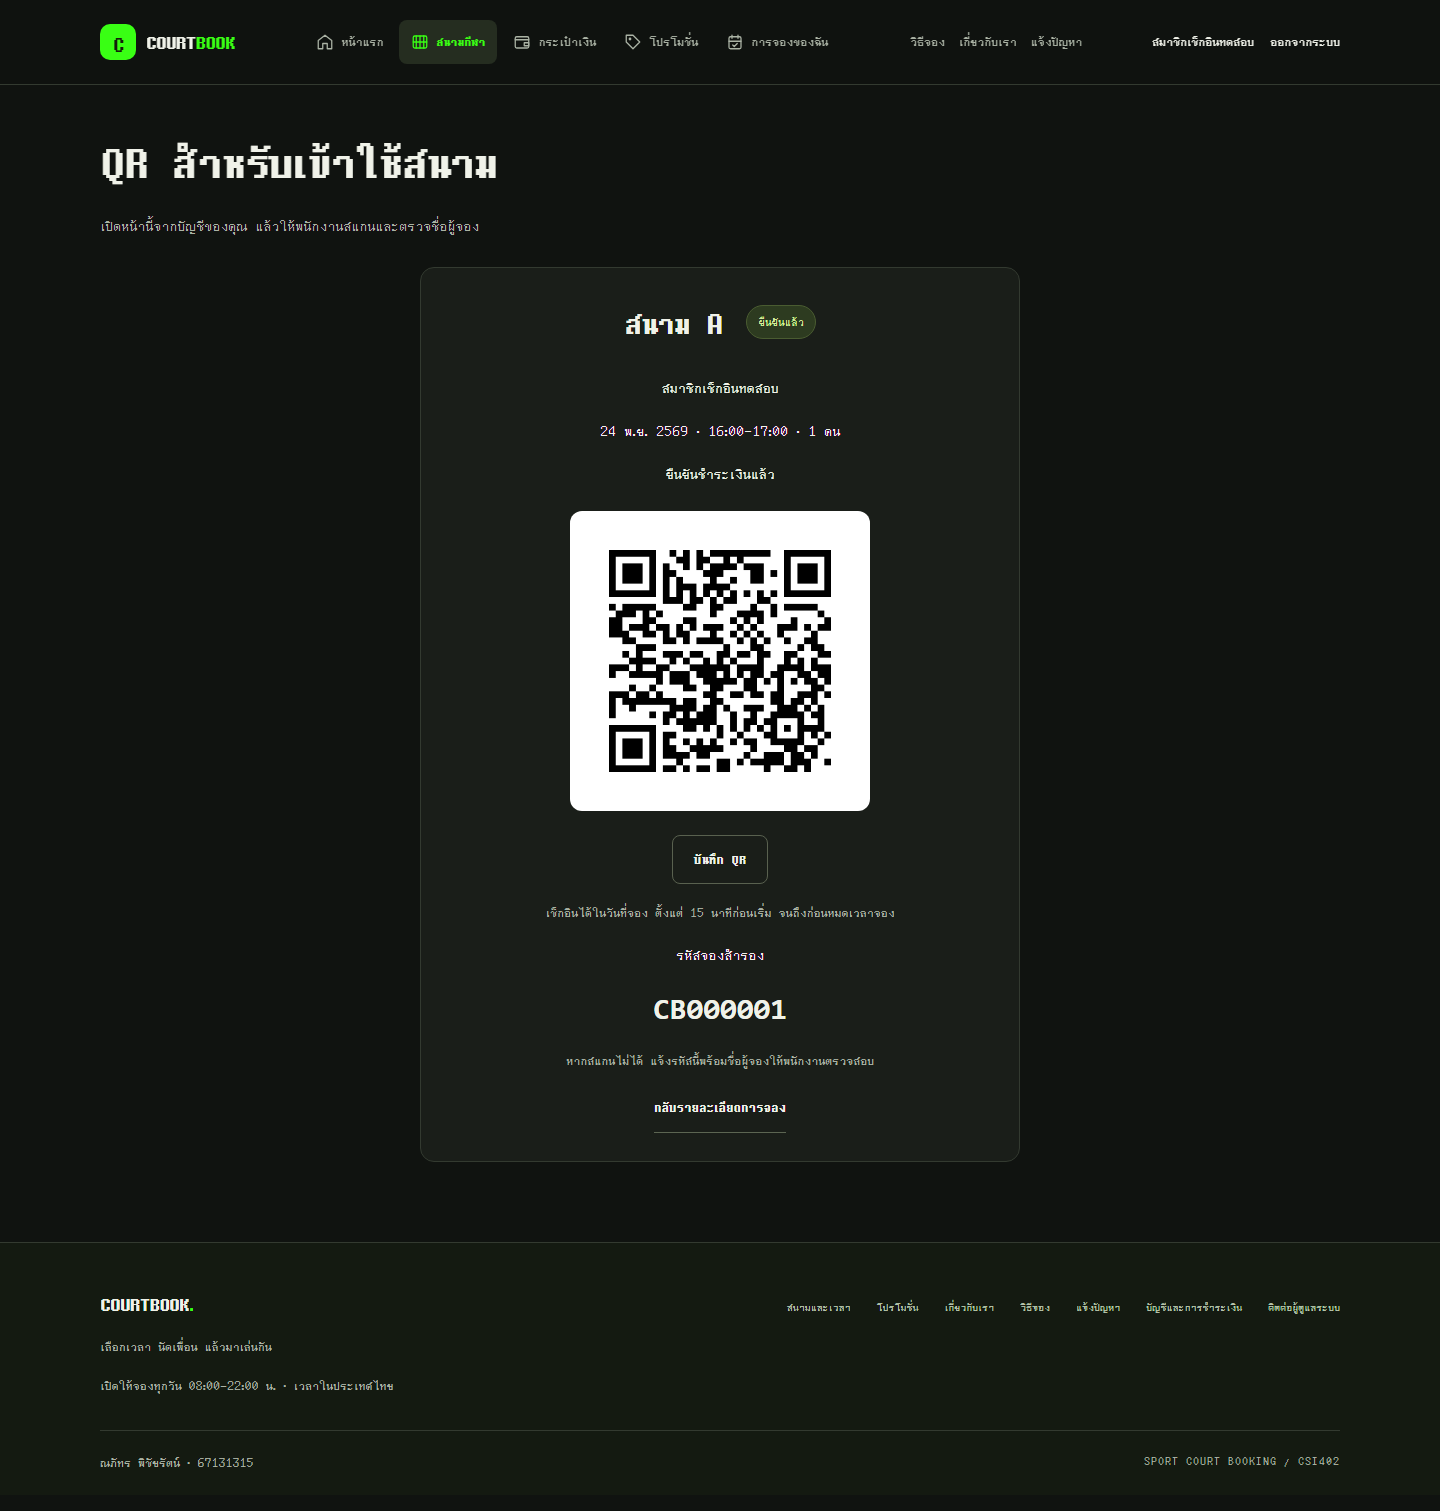 C COURTBOOK
หน้าแรก สนามกีฬา กระเป๋าเงิน โปรโมชั่น การจองของฉัน วิธีจอง เกี่ยวกับเรา แจ้งปัญหา สมาชิกเช็กอินทดสอบ ออกจากระบบ
QR สำหรับเข้าใช้สนาม
เปิดหน้านี้จากบัญชีของคุณ แล้วให้พนักงานสแกนและตรวจชื่อผู้จอง
สนาม A ยืนยันแล้ว
สมาชิกเช็กอินทดสอบ
24 พ.ย. 2569 · 16:00–17:00 · 1 คน
ยืนยันชำระเงินแล้ว
บันทึก QR
เช็กอินได้ในวันที่จอง ตั้งแต่ 15 นาทีก่อนเริ่ม จนถึงก่อนหมดเวลาจอง
รหัสจองสำรอง
CB000001
หากสแกนไม่ได้ แจ้งรหัสนี้พร้อมชื่อผู้จองให้พนักงานตรวจสอบ
กลับรายละเอียดการจอง
COURTBOOK.
สนามและเวลา โปรโมชั่น เกี่ยวกับเรา วิธีจอง แจ้งปัญหา บัญชีและการชำระเงิน ติดต่อผู้ดูแลระบบ
เลือกเวลา นัดเพื่อน แล้วมาเล่นกัน
เปิดให้จองทุกวัน 08:00–22:00 น. · เวลาในประเทศไทย
ณภัทร พิชัยรัตน์ · 67131315
SPORT COURT BOOKING / CSI402